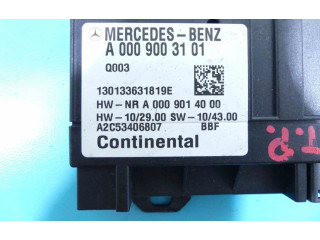 MERCEDES-BENZ
A 000 900 31 01
Q003
130133631819E
HW-NR A 000 901 40 00
HW-10/29.00 SW-10/43.00
A2C53406807 BBF
Continental
T.P.